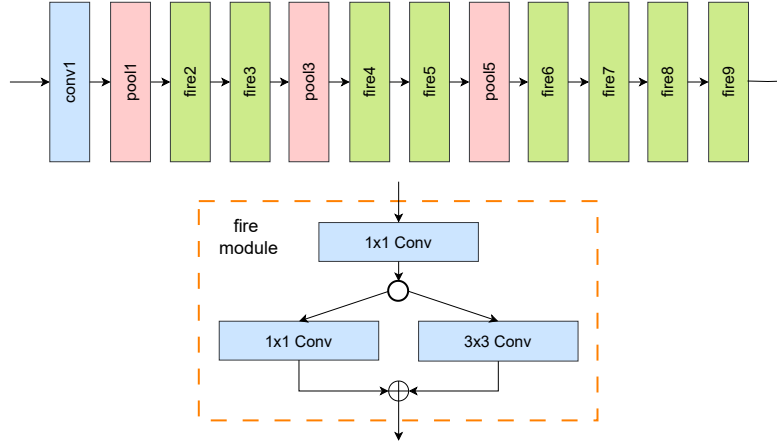 conv1
pool1
fire2
fire3
pool3
fire4
fire5
pool5
fire6
fire7
fire8
fire9
fire
module
1x1 Conv
1x1 Conv
3x3 Conv